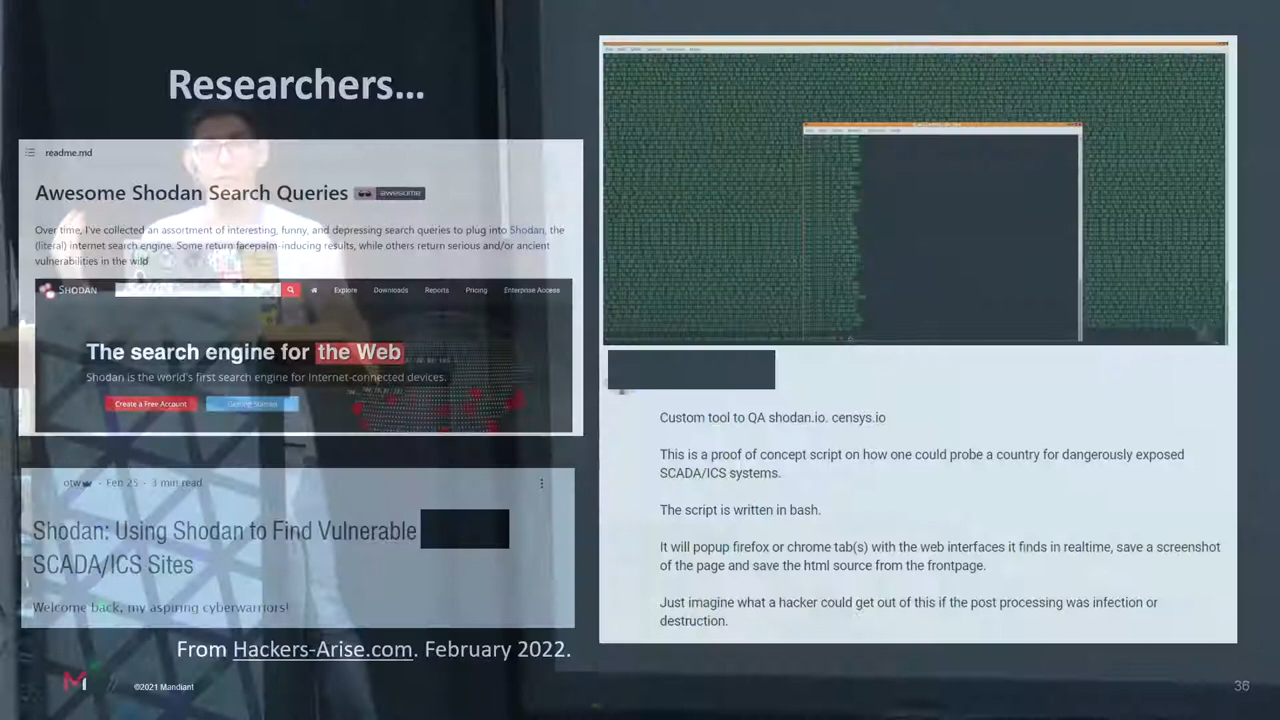 Researchers...
readme.md
Awesome Shodan Search Queries awesome
Over time, I've collected an assortment of interesting, funny, and depressing search queries to plug into Shodan, the
(literal) internet search engine. Some return facepalm-inducing results, while others return serious and/or ancient
vulnerabilities in the wild
SHODAN
Explore Downloads Reports Pricing Enterprise Access
The search engine for the Web
Shodan is the world's first search engine for Internet-connected devices.
Create a Free Account Getting Started
otw - Feb 25 - 3 min read
Shodan: Using Shodan to Find Vulnerable
SCADA/ICS Sites
Welcome back, my aspiring cyberwarriors!
From Hackers-Arise.com. February 2022.
Custom tool to QA shodan.io. censys.io
This is a proof of concept script on how one could probe a country for dangerously exposed
SCADA/ICS systems.
The script is written in bash.
It will popup firefox or chrome tab(s) with the web interfaces it finds in realtime, save a screenshot
of the page and save the html source from the frontpage.
Just imagine what a hacker could get out of this if the post processing was infection or
destruction.
M
©2021 Mandiant
36